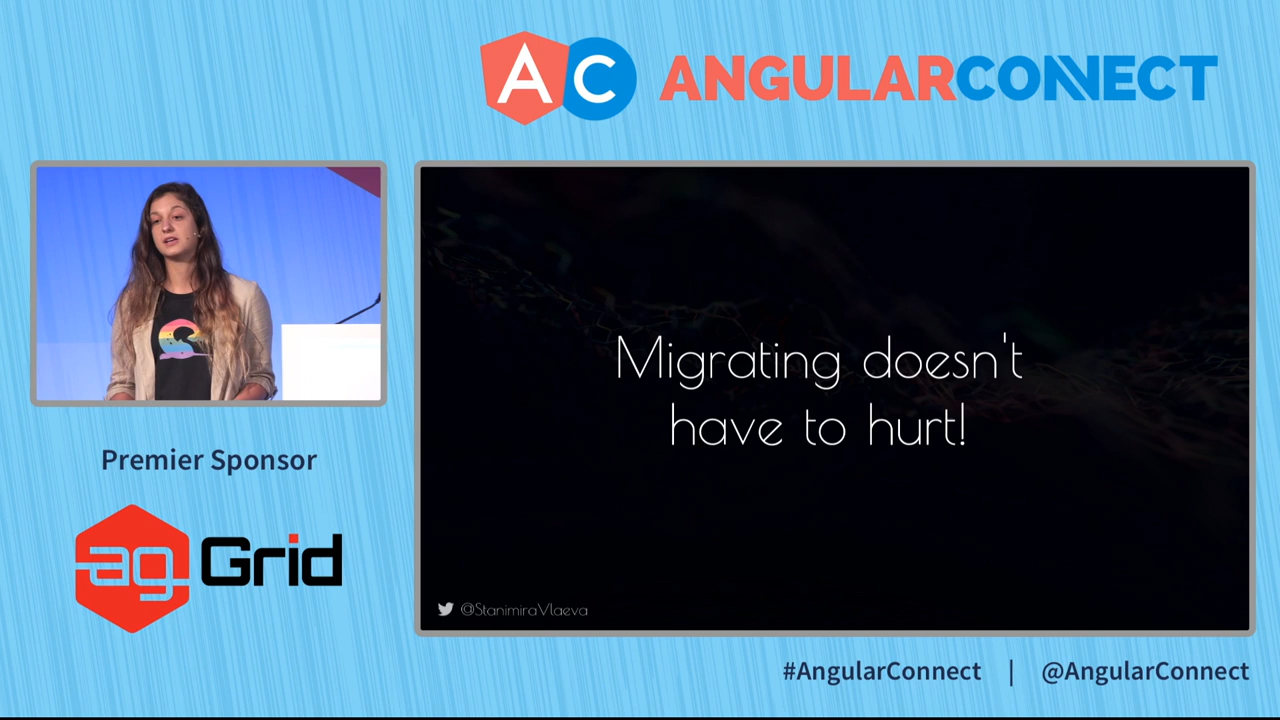 AC ANGULARCONNECT
Migrating doesn't
have to hurt!
Premier Sponsor
ag Grid
@StanimiraVlaeva
#AngularConnect | @AngularConnect